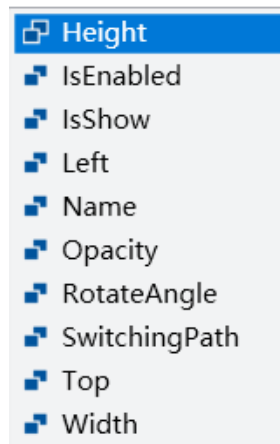 Height
IsEnabled
IsShow
Left
Name
Opacity
RotateAngle
SwitchingPath
Top
Width